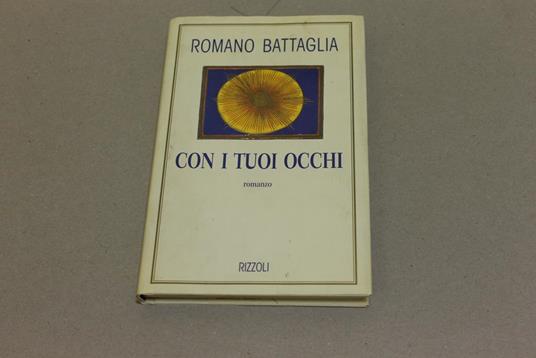 ROMANO BATTAGLIA
CON I TUOI OCCHI
romanzo
RIZZOLI